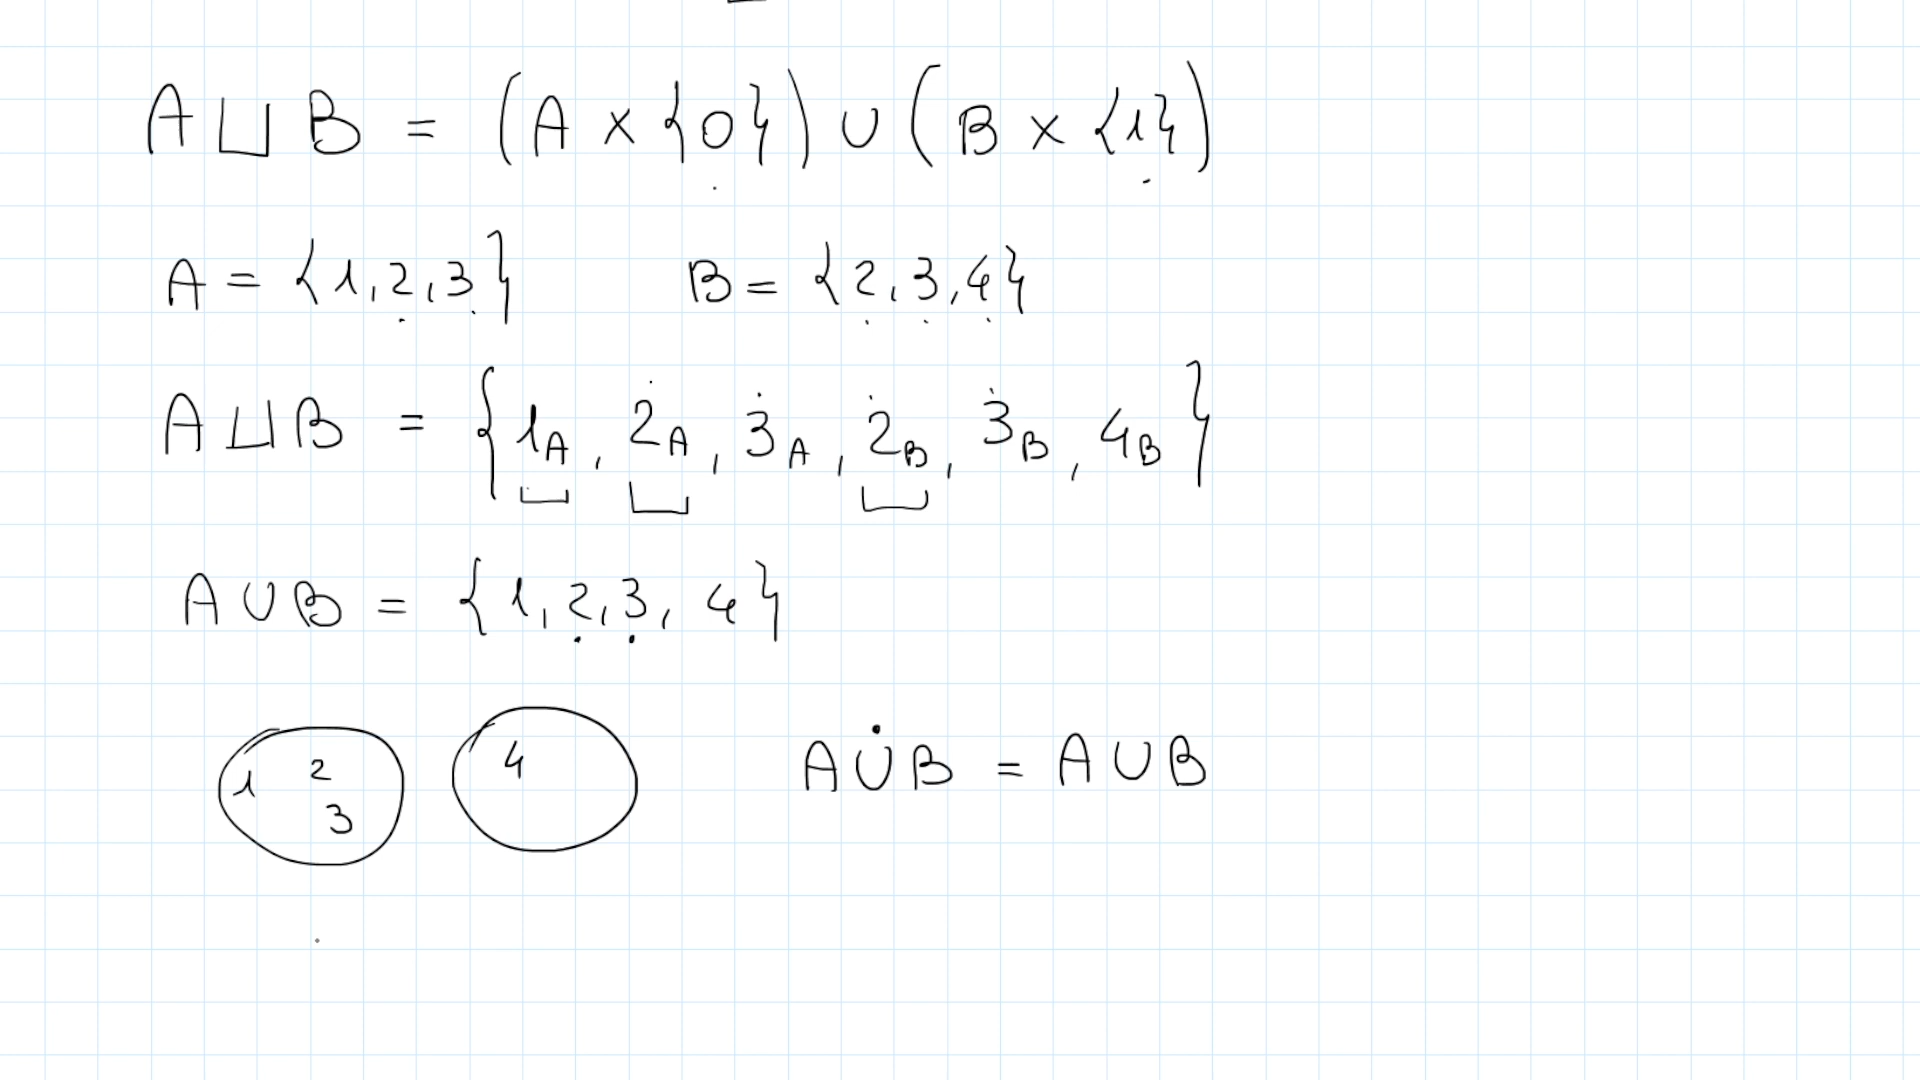 A ⊔ B = (A × {0}) ∪ (B × {1})
A = {1, 2, 3} B = {2, 3, 4}
A ⊔ B = {1_A, 2_A, 3_A, 2_B, 3_B, 4_B}
A ∪ B = {1, 2, 3, 4}
1 2 3 4 A ∪̇ B = A ∪ B